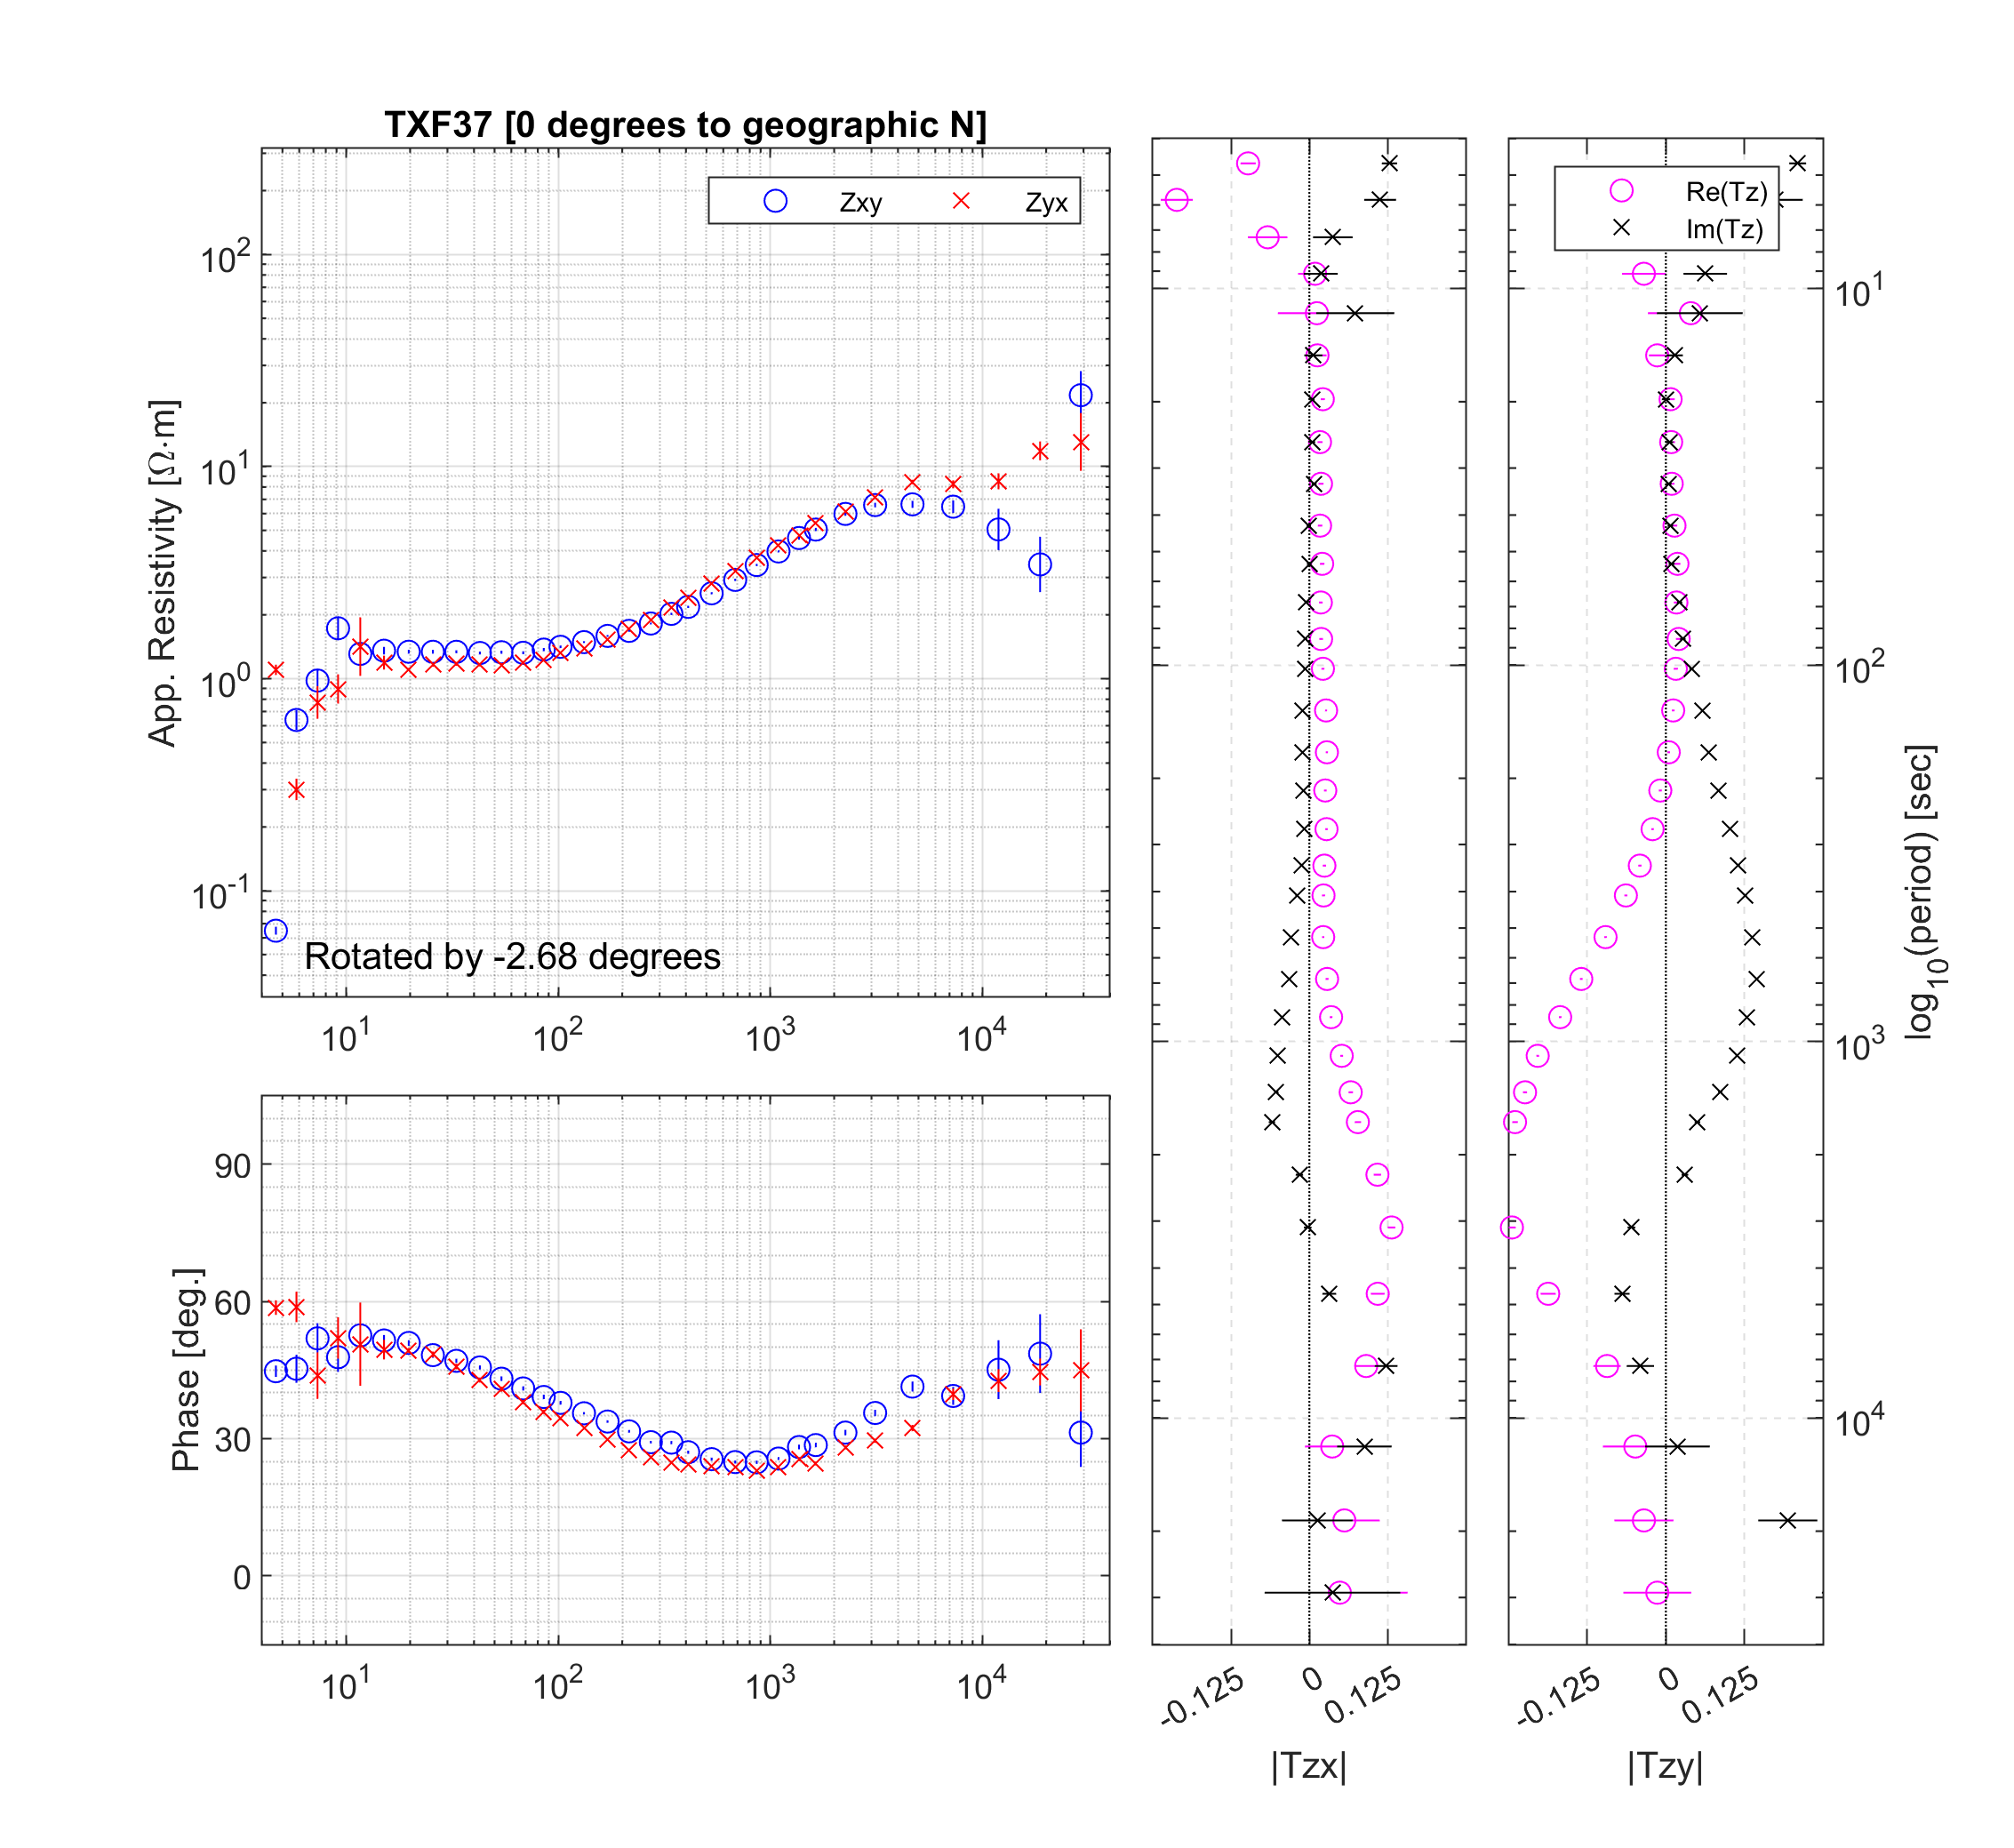 TXF37 [0 degrees to geographic N]
Zxy Zyx
App. Resistivity [Ω·m]
10^2
10^1
10^0
10^-1
Rotated by -2.68 degrees
10^1 10^2 10^3 10^4
Phase [deg.]
90
60
30
0
10^1 10^2 10^3 10^4
-0.125 0 0.125
|Tzx|
Re(Tz)
Im(Tz)
-0.125 0 0.125
|Tzy|
10^1
10^2
10^3
10^4
log10(period) [sec]